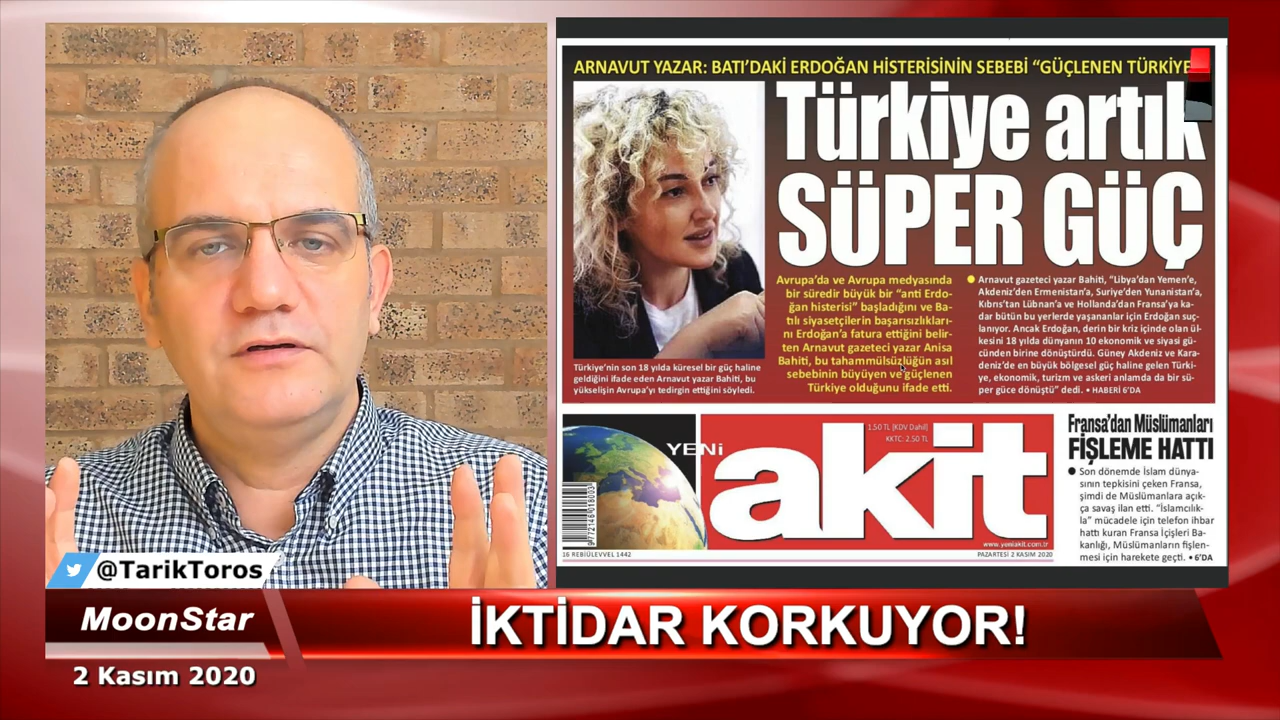 ARNAVUT YAZAR: BATI'DAKİ ERDOĞAN HİSTERİSİNİN SEBEBİ “GÜÇLENEN TÜRKİYE
Türkiye artık
SÜPER GÜÇ
Türkiye'nin son 18 yılda küresel bir güç haline
geldiğini ifade eden Arnavut yazar Bahiti, bu
yükselişin Avrupa'yı tedirgin ettiğini söyledi.
Avrupa'da ve Avrupa medyasında
bir süredir büyük bir “anti Erdo-
ğan histerisi” başladığını ve Ba-
tılı siyasetçilerin başarısızlıkları-
nı Erdoğan'a fatura ettiğini belir-
ten Arnavut gazeteci yazar Anisa
Bahiti, bu tahammülsüzlüğün asıl
sebebinin büyüyen ve güçlenen
Türkiye olduğunu ifade etti.
Arnavut gazeteci yazar Bahiti, “Libya'dan Yemen'e,
Akdeniz'den Ermenistan'a, Suriye'den Yunanistan'a,
Kıbrıs'tan Lübnan'a ve Hollanda'dan Fransa'ya ka-
dar bütün bu yerlerde yaşananlar için Erdoğan suç-
lanıyor. Ancak Erdoğan, derin bir kriz içinde olan ül-
kesini 18 yılda dünyanın 10 ekonomik ve siyasi gü-
cünden birine dönüştürdü. Güney Akdeniz ve Kara-
deniz'de en büyük bölgesel güç haline gelen Türki-
ye, ekonomik, turizm ve askeri anlamda da bir sü-
per güce dönüştü” dedi. • HABERİ 6'DA
YENİ
akit
1.50 TL (KDV Dahil)
KKTC: 2.50 TL
www.yeniakit.com.tr
9772146018003
16 REBİÜLEVVEL 1442
PAZARTESİ 2 KASIM 2020
Fransa'dan Müslümanları
FİŞLEME HATTI
Son dönemde İslam dünya-
sının tepkisini çeken Fransa,
şimdi de Müslümanlara açık-
ça savaş ilan etti. “İslamcılık-
la” mücadele için telefon ihbar
hattı kuran Fransa İçişleri Ba-
kanlığı, Müslümanların fişlen-
mesi için harekete geçti. • 6'DA
@TarikToros
MoonStar
İKTİDAR KORKUYOR!
2 Kasım 2020